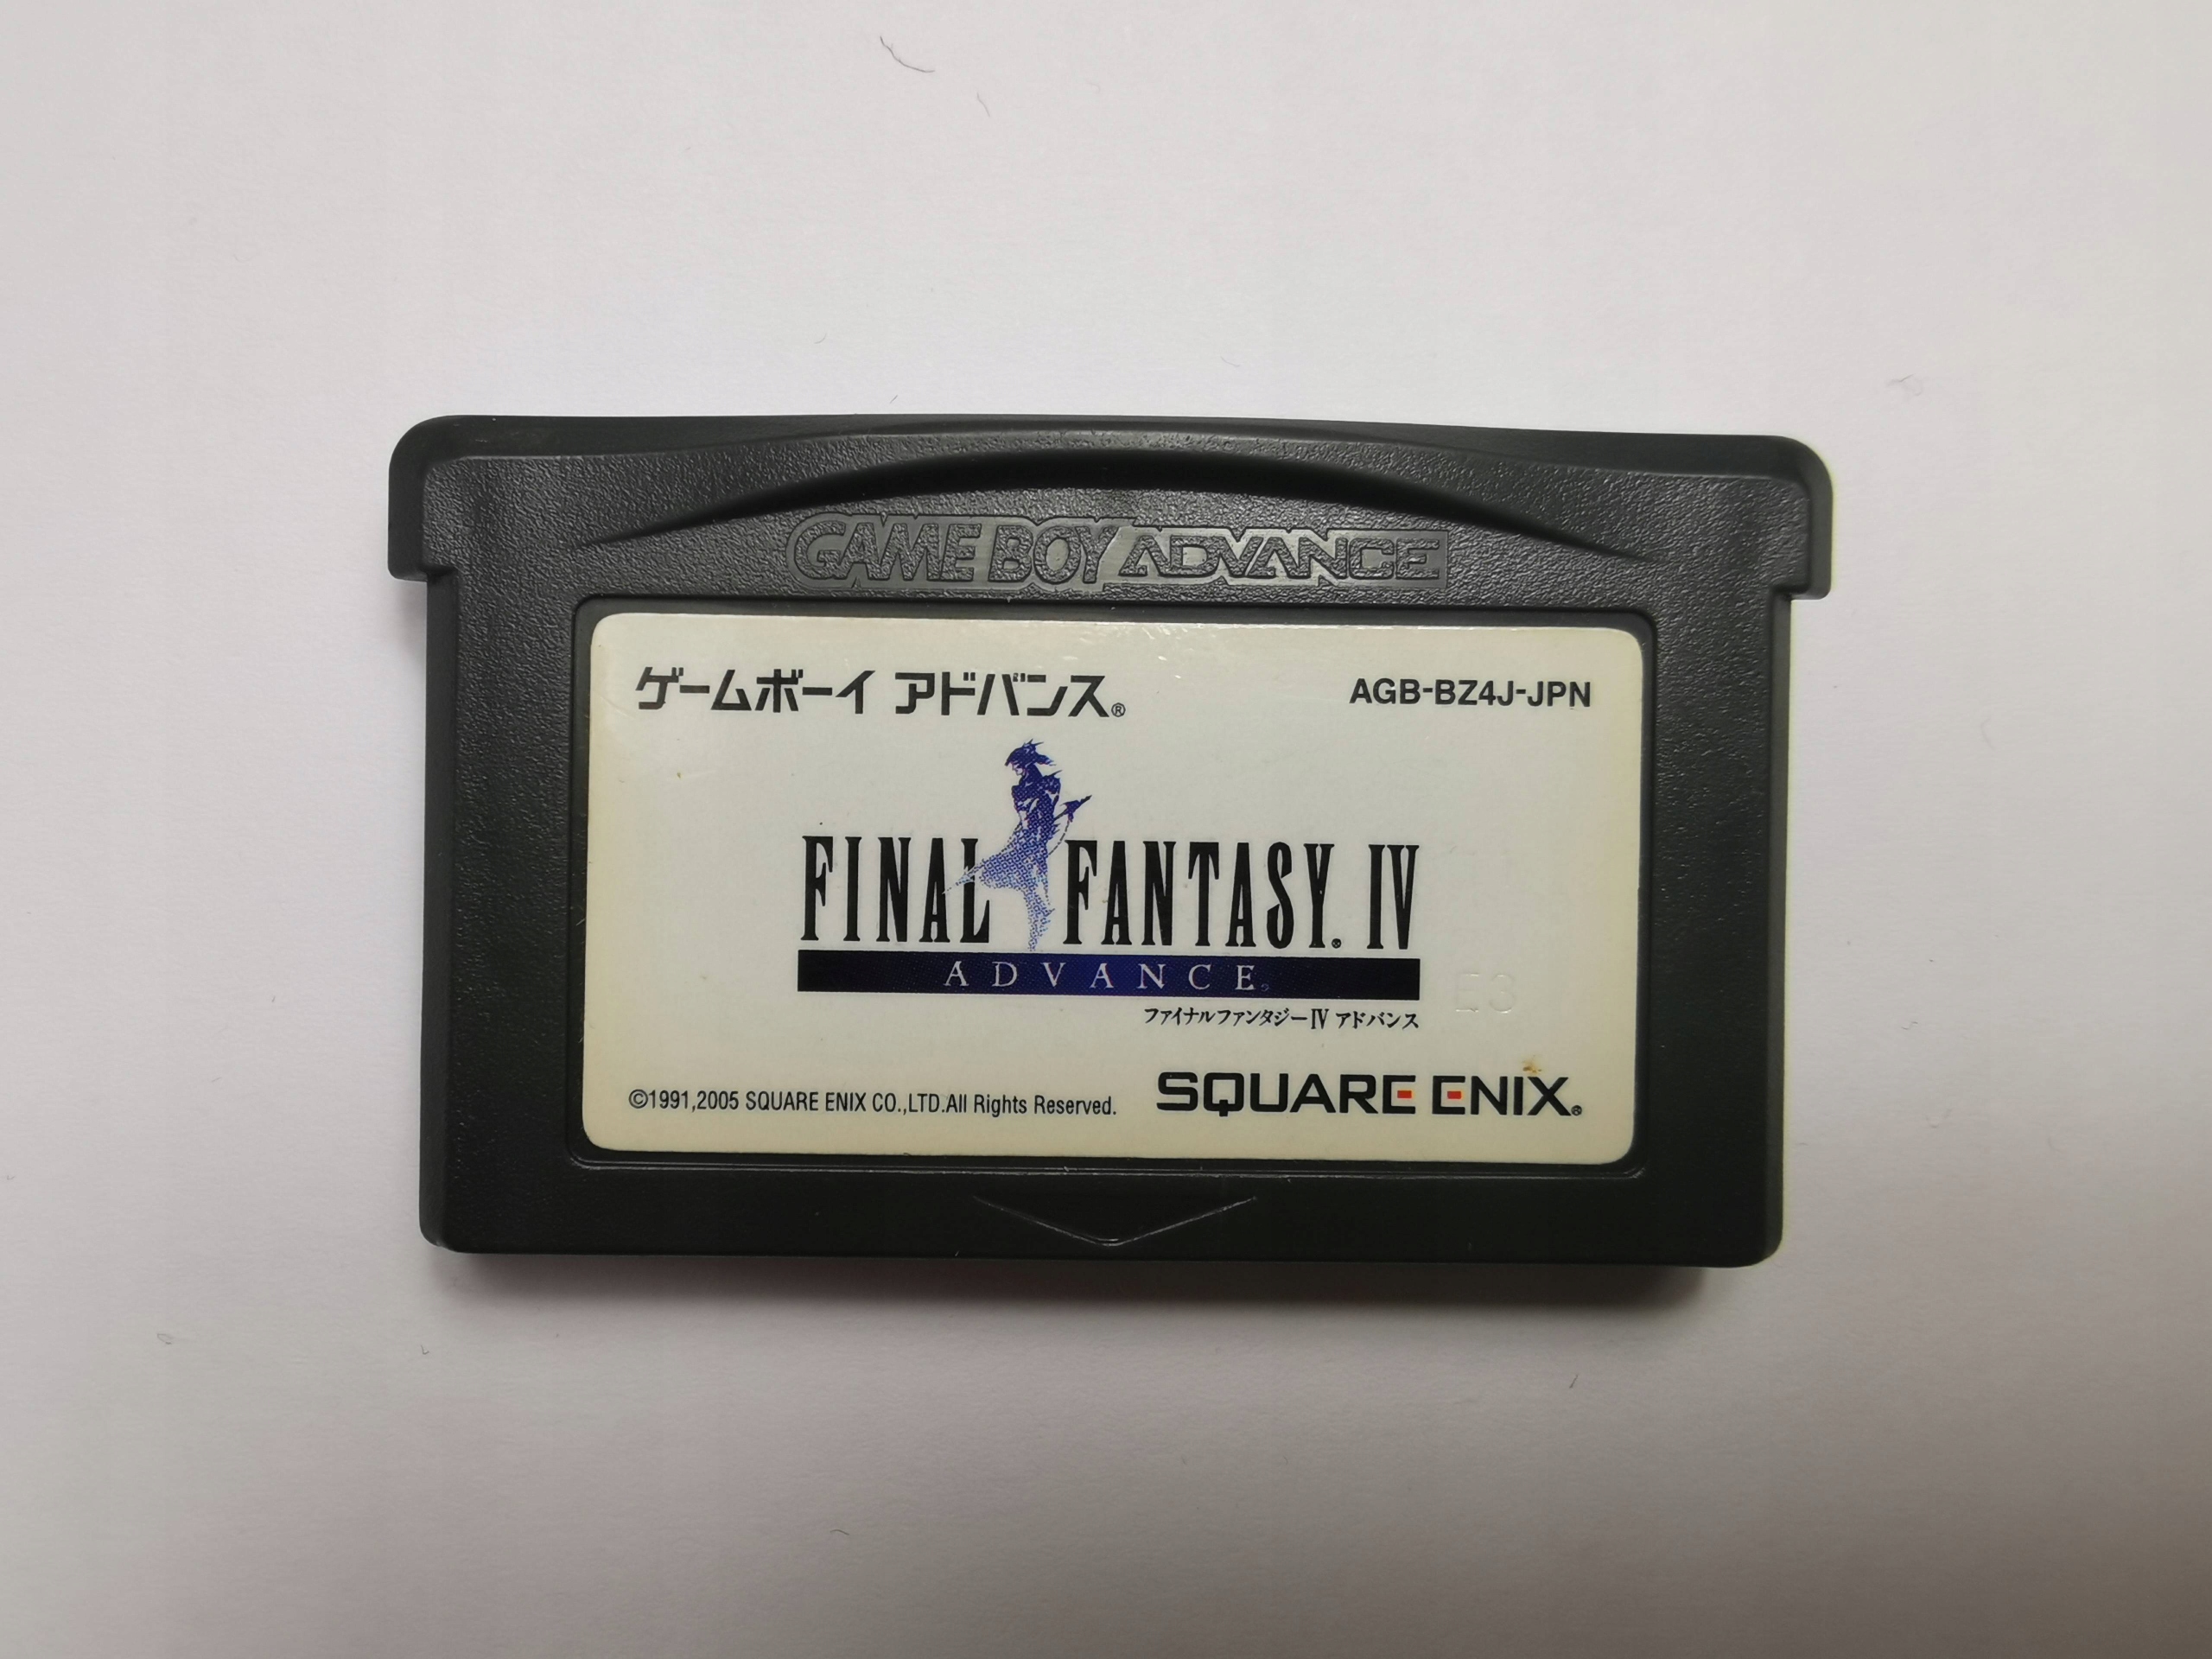 GAME BOY ADVANCE
ゲームボーイ アドバンス® AGB-BZ4J-JPN
FINAL FANTASY® IV
ADVANCE
ファイナルファンタジーIV アドバンス
E3
©1991,2005 SQUARE ENIX CO.,LTD.All Rights Reserved. SQUARE ENIX®